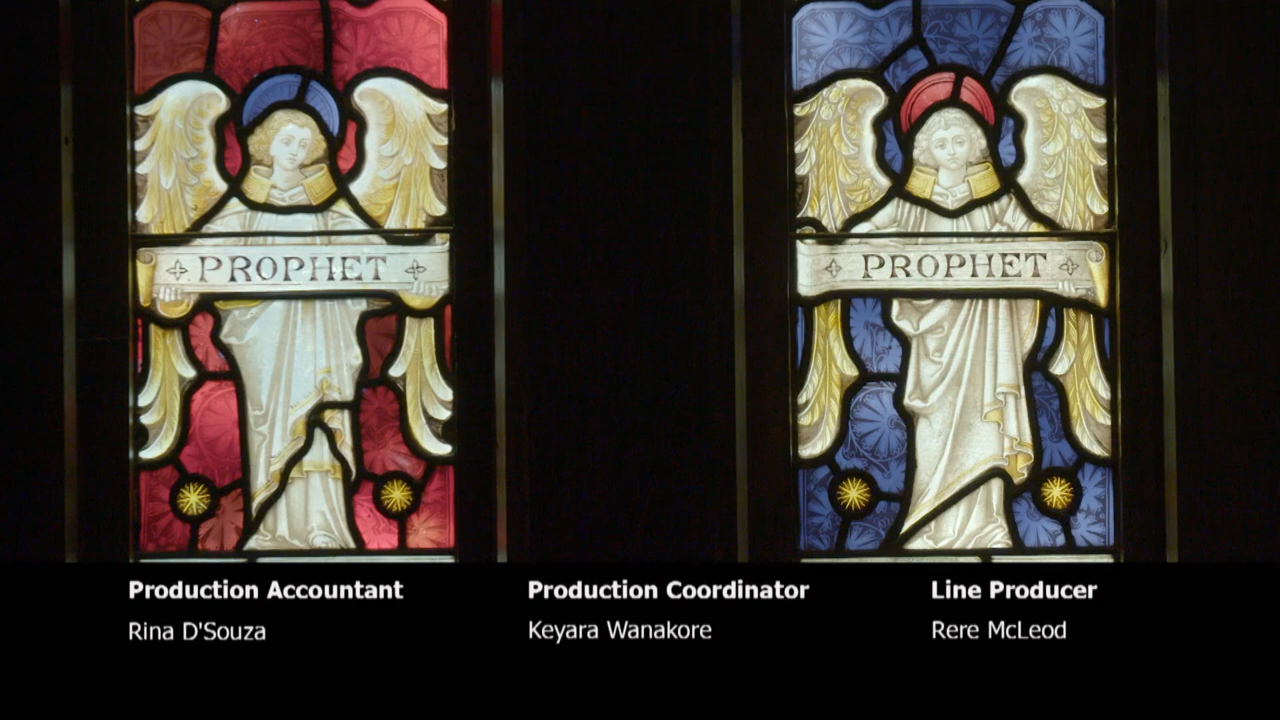 PROPHET
PROPHET
Production Accountant
Rina D'Souza
Production Coordinator
Keyara Wanakore
Line Producer
Rere McLeod